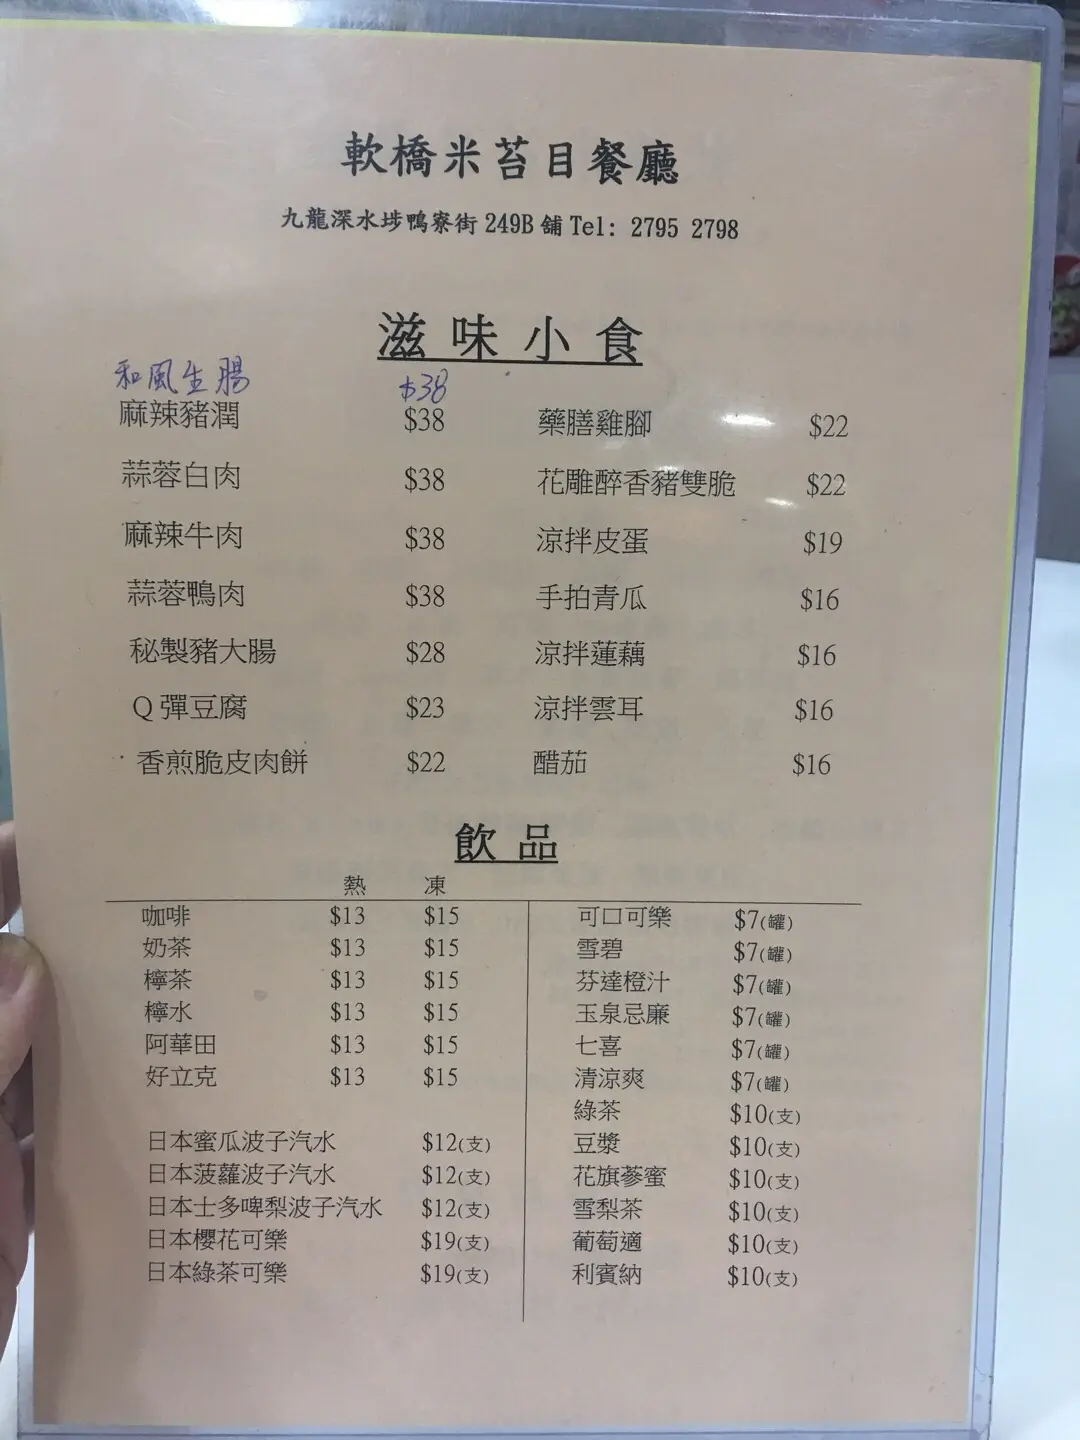 軟橋米苔目餐廳
九龍深水埗鴨寮街 249B 舖 Tel: 2795 2798
滋味小食
和風生腸 $38
麻辣豬潤 $38 藥膳雞腳 $22
蒜蓉白肉 $38 花雕醉香豬雙脆 $22
麻辣牛肉 $38 涼拌皮蛋 $19
蒜蓉鴨肉 $38 手拍青瓜 $16
秘製豬大腸 $28 涼拌蓮藕 $16
Q 彈豆腐 $23 涼拌雲耳 $16
香煎脆皮肉餅 $22 醋茄 $16
飲品
熱 凍
咖啡 $13 $15 可口可樂 $7(罐)
奶茶 $13 $15 雪碧 $7(罐)
檸茶 $13 $15 芬達橙汁 $7(罐)
檸水 $13 $15 玉泉忌廉 $7(罐)
阿華田 $13 $15 七喜 $7(罐)
好立克 $13 $15 清涼爽 $7(罐)
綠茶 $10(支)
日本蜜瓜波子汽水 $12(支) 豆漿 $10(支)
日本菠蘿波子汽水 $12(支) 花旗蔘蜜 $10(支)
日本士多啤梨波子汽水 $12(支) 雪梨茶 $10(支)
日本櫻花可樂 $19(支) 葡萄適 $10(支)
日本綠茶可樂 $19(支) 利賓納 $10(支)